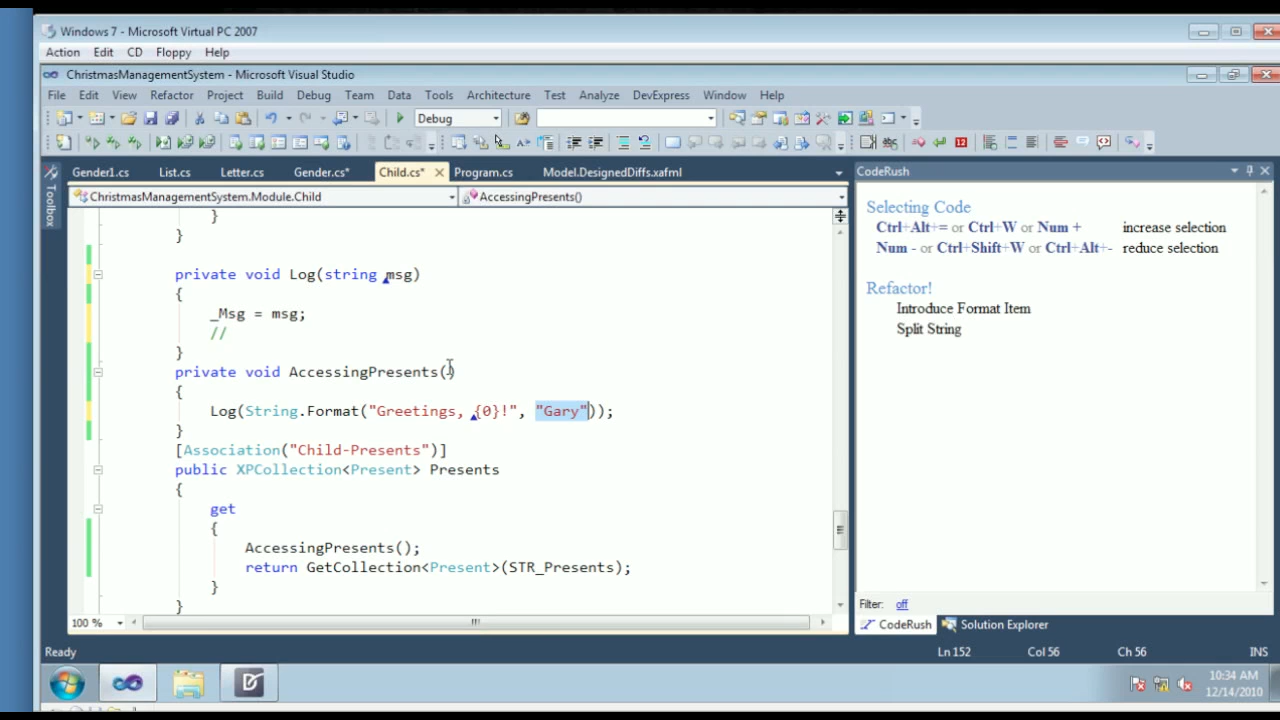 Windows 7 - Microsoft Virtual PC 2007
Action Edit CD Floppy Help
ChristmasManagementSystem - Microsoft Visual Studio
File Edit View Refactor Project Build Debug Team Data Tools Architecture Test Analyze DevExpress Window Help
Debug
12
Toolbox
Gender1.cs List.cs Letter.cs Gender.cs* Child.cs* Program.cs Model.DesignedDiffs.xafml
ChristmasManagementSystem.Module.Child AccessingPresents()
}
}
private void Log(string msg)
{
_Msg = msg;
//
}
private void AccessingPresents()
{
Log(String.Format("Greetings, {0}!", "Gary"));
}
[Association("Child-Presents")]
public XPCollection<Present> Presents
{
get
{
AccessingPresents();
return GetCollection<Present>(STR_Presents);
}
}
100 %
CodeRush
Selecting Code
Ctrl+Alt+= or Ctrl+W or Num + increase selection
Num - or Ctrl+Shift+W or Ctrl+Alt+- reduce selection
Refactor!
Introduce Format Item
Split String
Filter: off
CodeRush Solution Explorer
Ready Ln 152 Col 56 Ch 56 INS
10:34 AM
12/14/2010